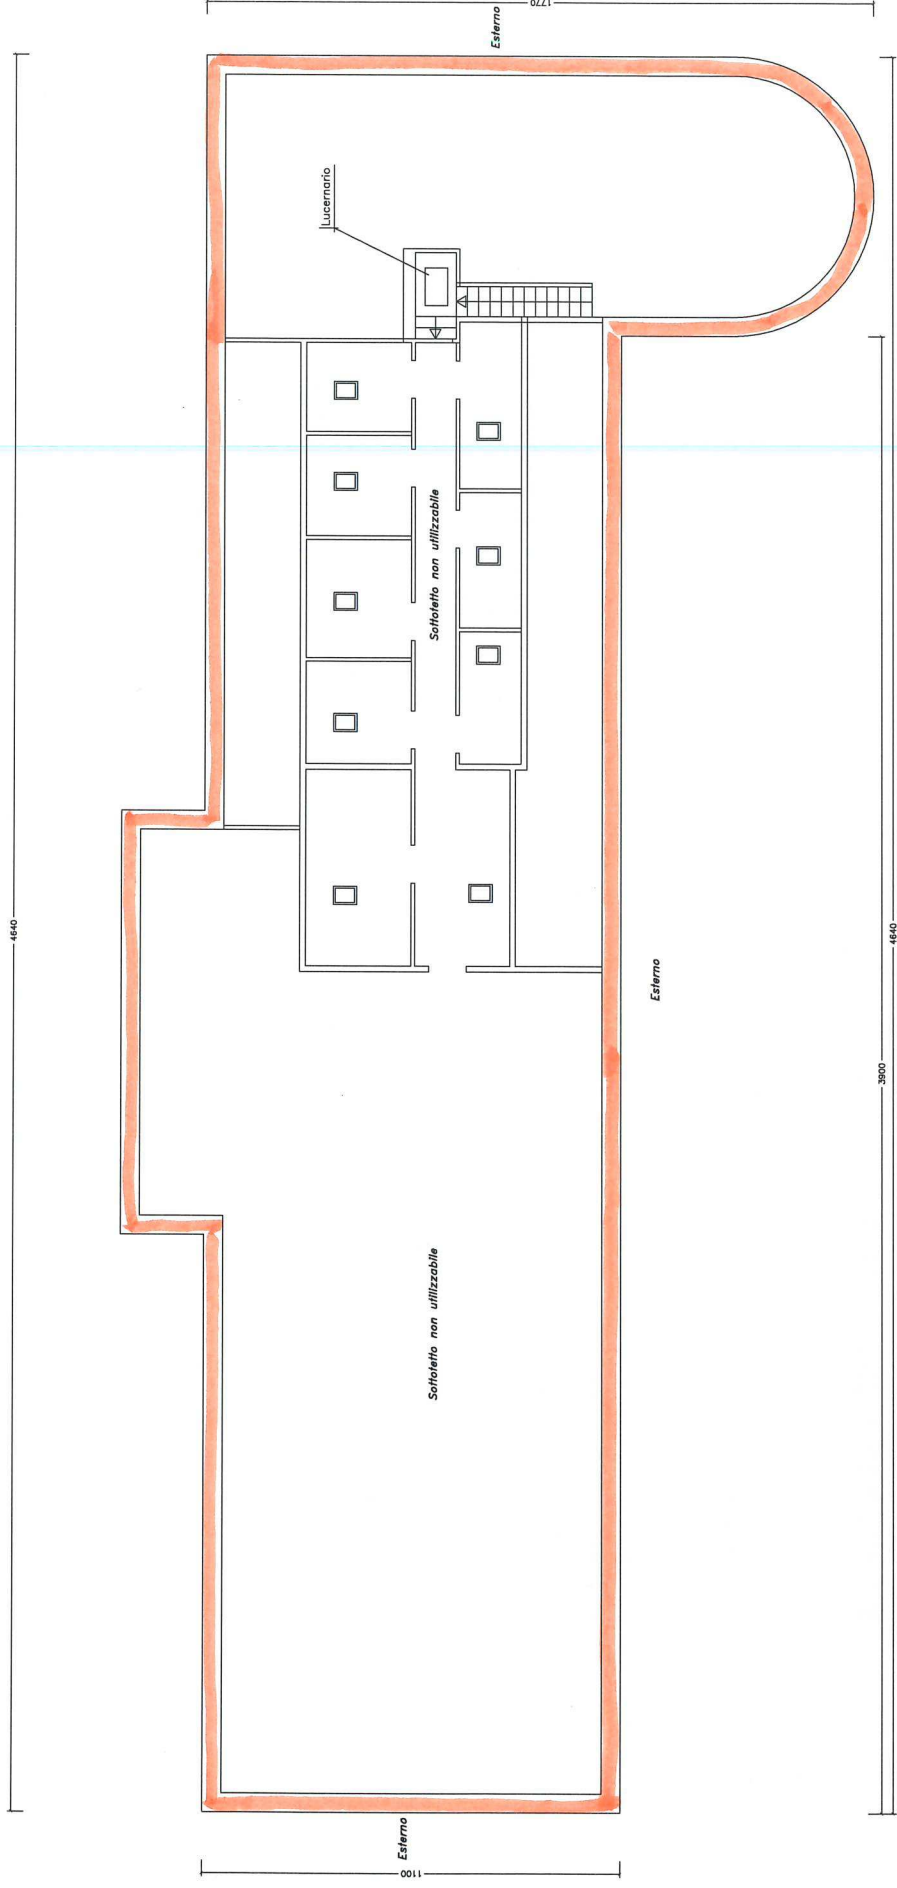 1770
Esterno
Lucernario
Sottotetto non utilizzabile
4640
4640
Esterno
3900
Sottotetto non utilizzabile
Esterno
1100